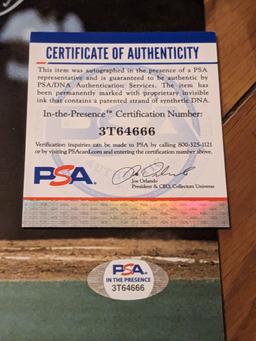 CERTIFICATE OF AUTHENTICITY
This item was autographed in the presence of a PSA
representative and is guaranteed to be authentic by
PSA/DNA Authentication Services. The item has
been permanently marked with proprietary invisible
ink that contains a patented strand of synthetic DNA.
In-the-Presence™ Certification Number:
3T64666
Verification inquiries can be made to PSA by calling 800-325-1121
or by visiting PSAcard.com and entering the certification number above.
PSA
Joe Orlando
President & CEO, Collectors Universe
PSA
IN THE PRESENCE
3T64666